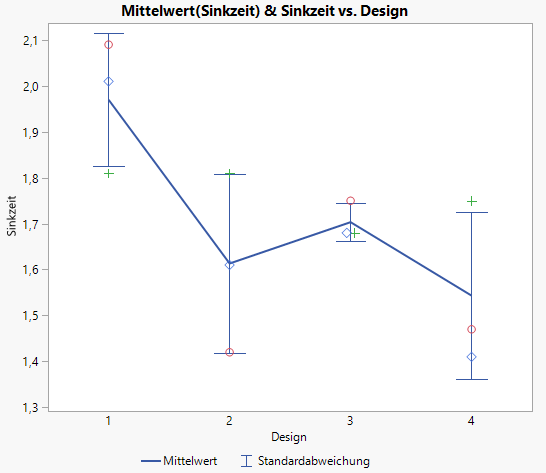 Mittelwert(Sinkzeit) & Sinkzeit vs. Design
2,1
2,0
1,9
1,8
1,7
1,6
1,5
1,4
1,3
Sinkzeit
1 2 3 4
Design
Mittelwert Standardabweichung